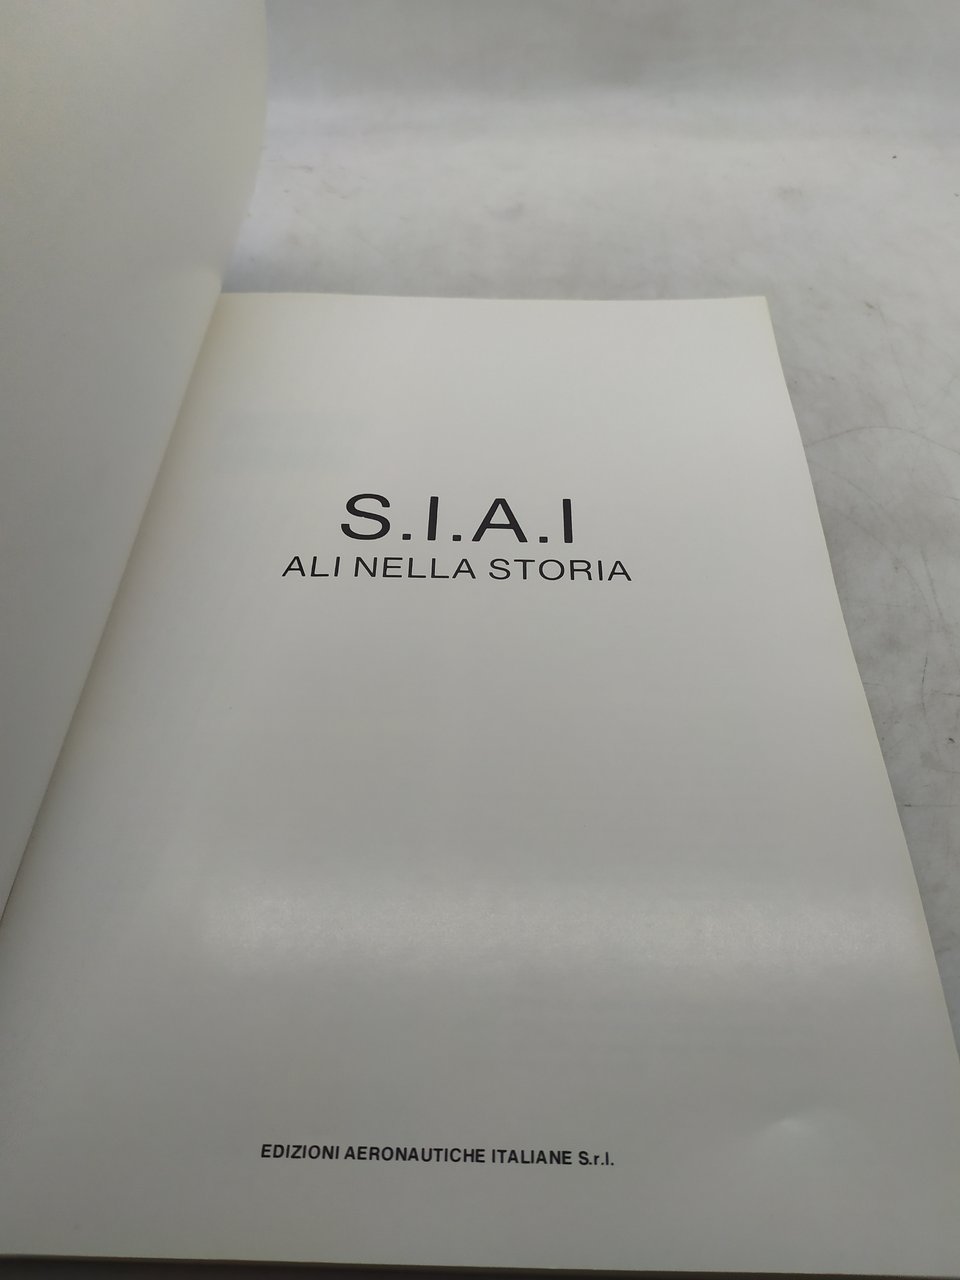 S.I.A.I
ALI NELLA STORIA
EDIZIONI AERONAUTICHE ITALIANE S.r.l.